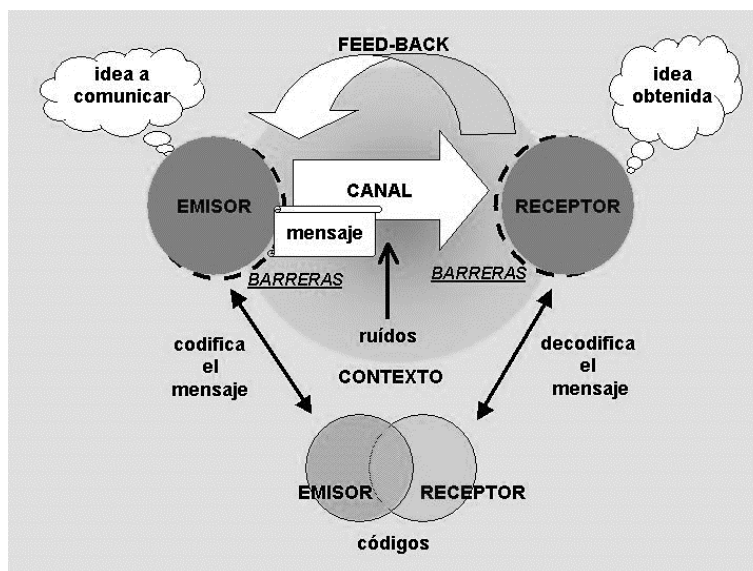 FEED-BACK
idea a
comunicar
idea
obtenida
CANAL
EMISOR
RECEPTOR
mensaje
BARRERAS
BARRERAS
ruídos
codifica
el
mensaje
decodifica
el
mensaje
CONTEXTO
EMISOR
RECEPTOR
códigos